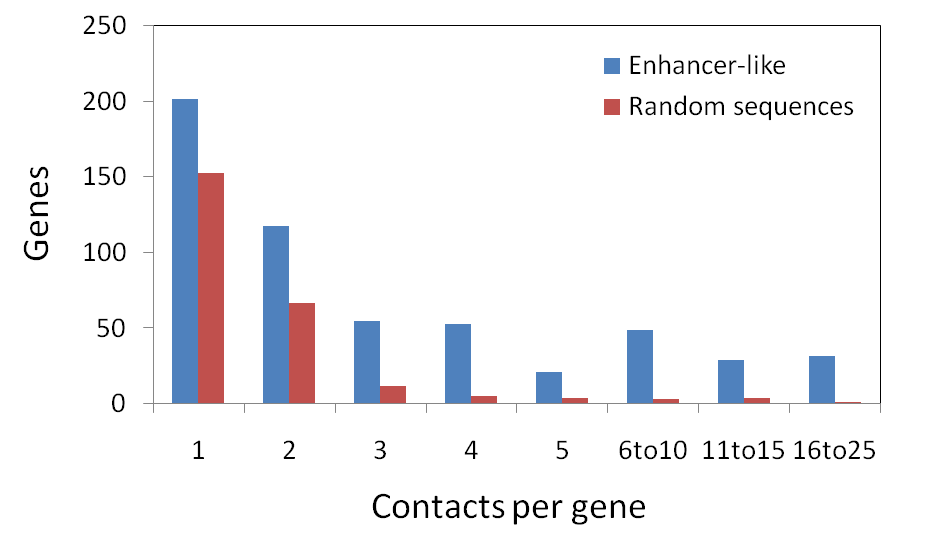 250
200
150
100
50
0
Genes
Enhancer-like
Random sequences
1 2 3 4 5 6to10 11to15 16to25
Contacts per gene